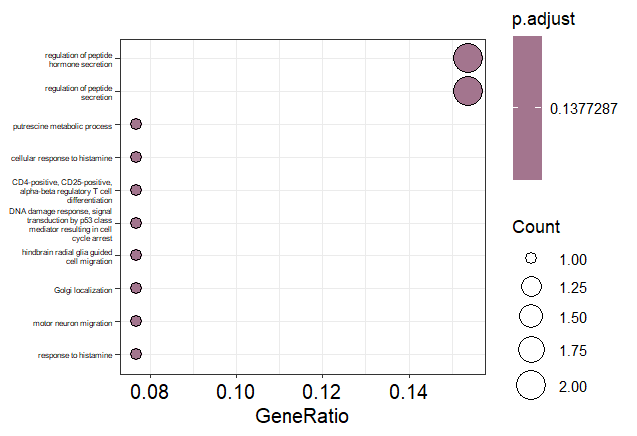 regulation of peptide
hormone secretion
regulation of peptide
secretion
putrescine metabolic process
cellular response to histamine
CD4-positive, CD25-positive,
alpha-beta regulatory T cell
differentiation
DNA damage response, signal
transduction by p53 class
mediator resulting in cell
cycle arrest
hindbrain radial glia guided
cell migration
Golgi localization
motor neuron migration
response to histamine
0.08
0.10
0.12
0.14
GeneRatio
p.adjust
0.1377287
Count
1.00
1.25
1.50
1.75
2.00